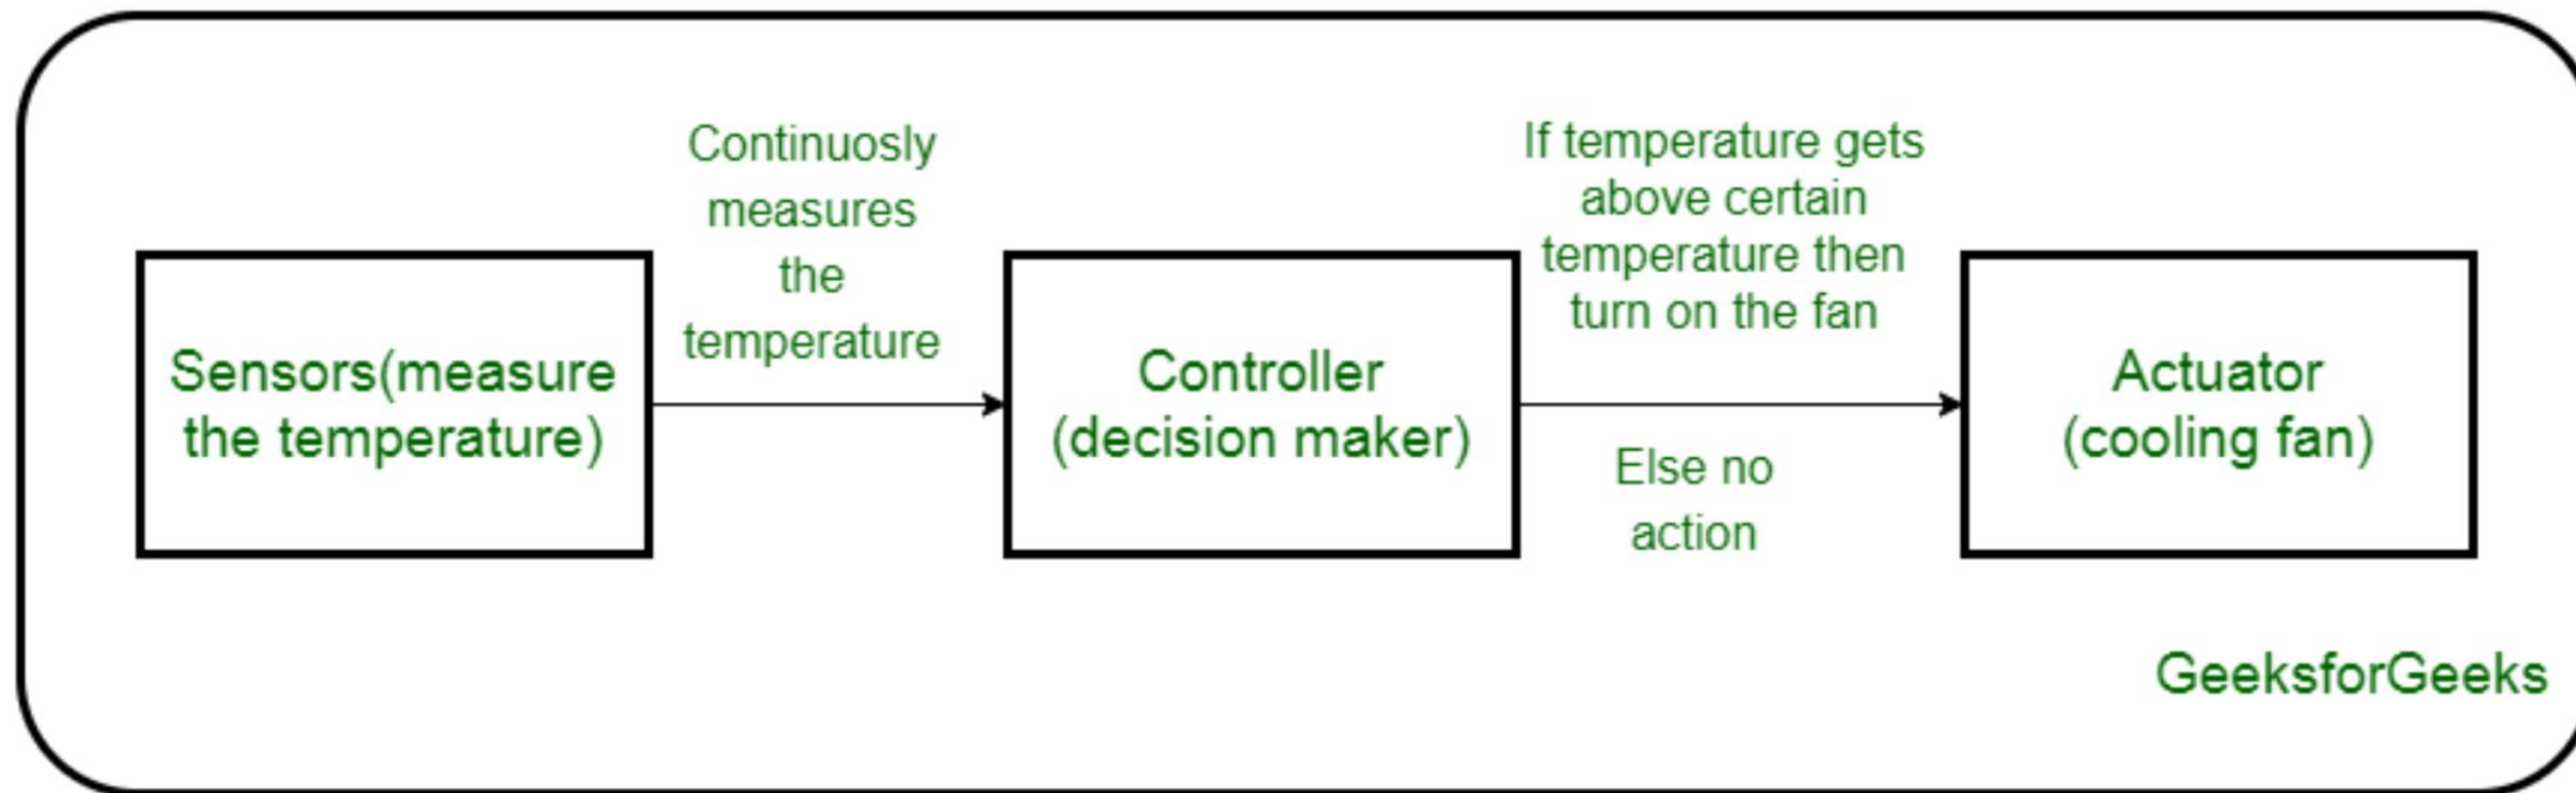 Sensors(measure
the temperature)
Continuosly
measures
the
temperature
Controller
(decision maker)
If temperature gets
above certain
temperature then
turn on the fan
Else no
action
Actuator
(cooling fan)
GeeksforGeeks